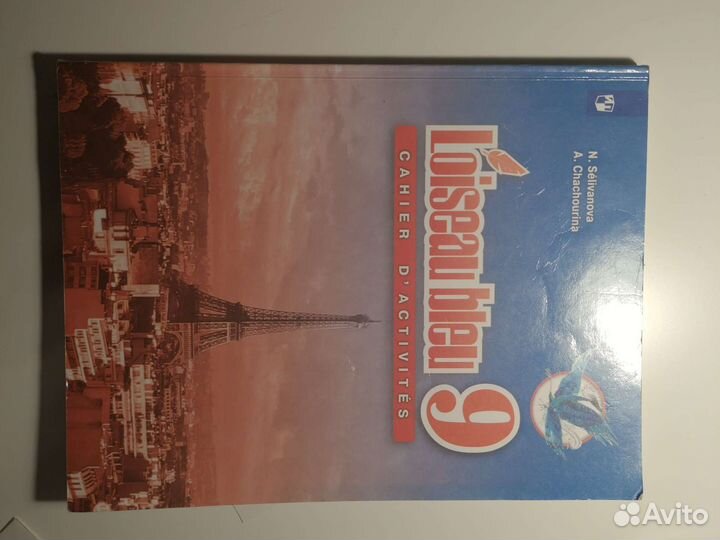 N. Sélivanova
A. Chachourina
L'oiseau bleu
CAHIER D'ACTIVITÉS
9
Avito